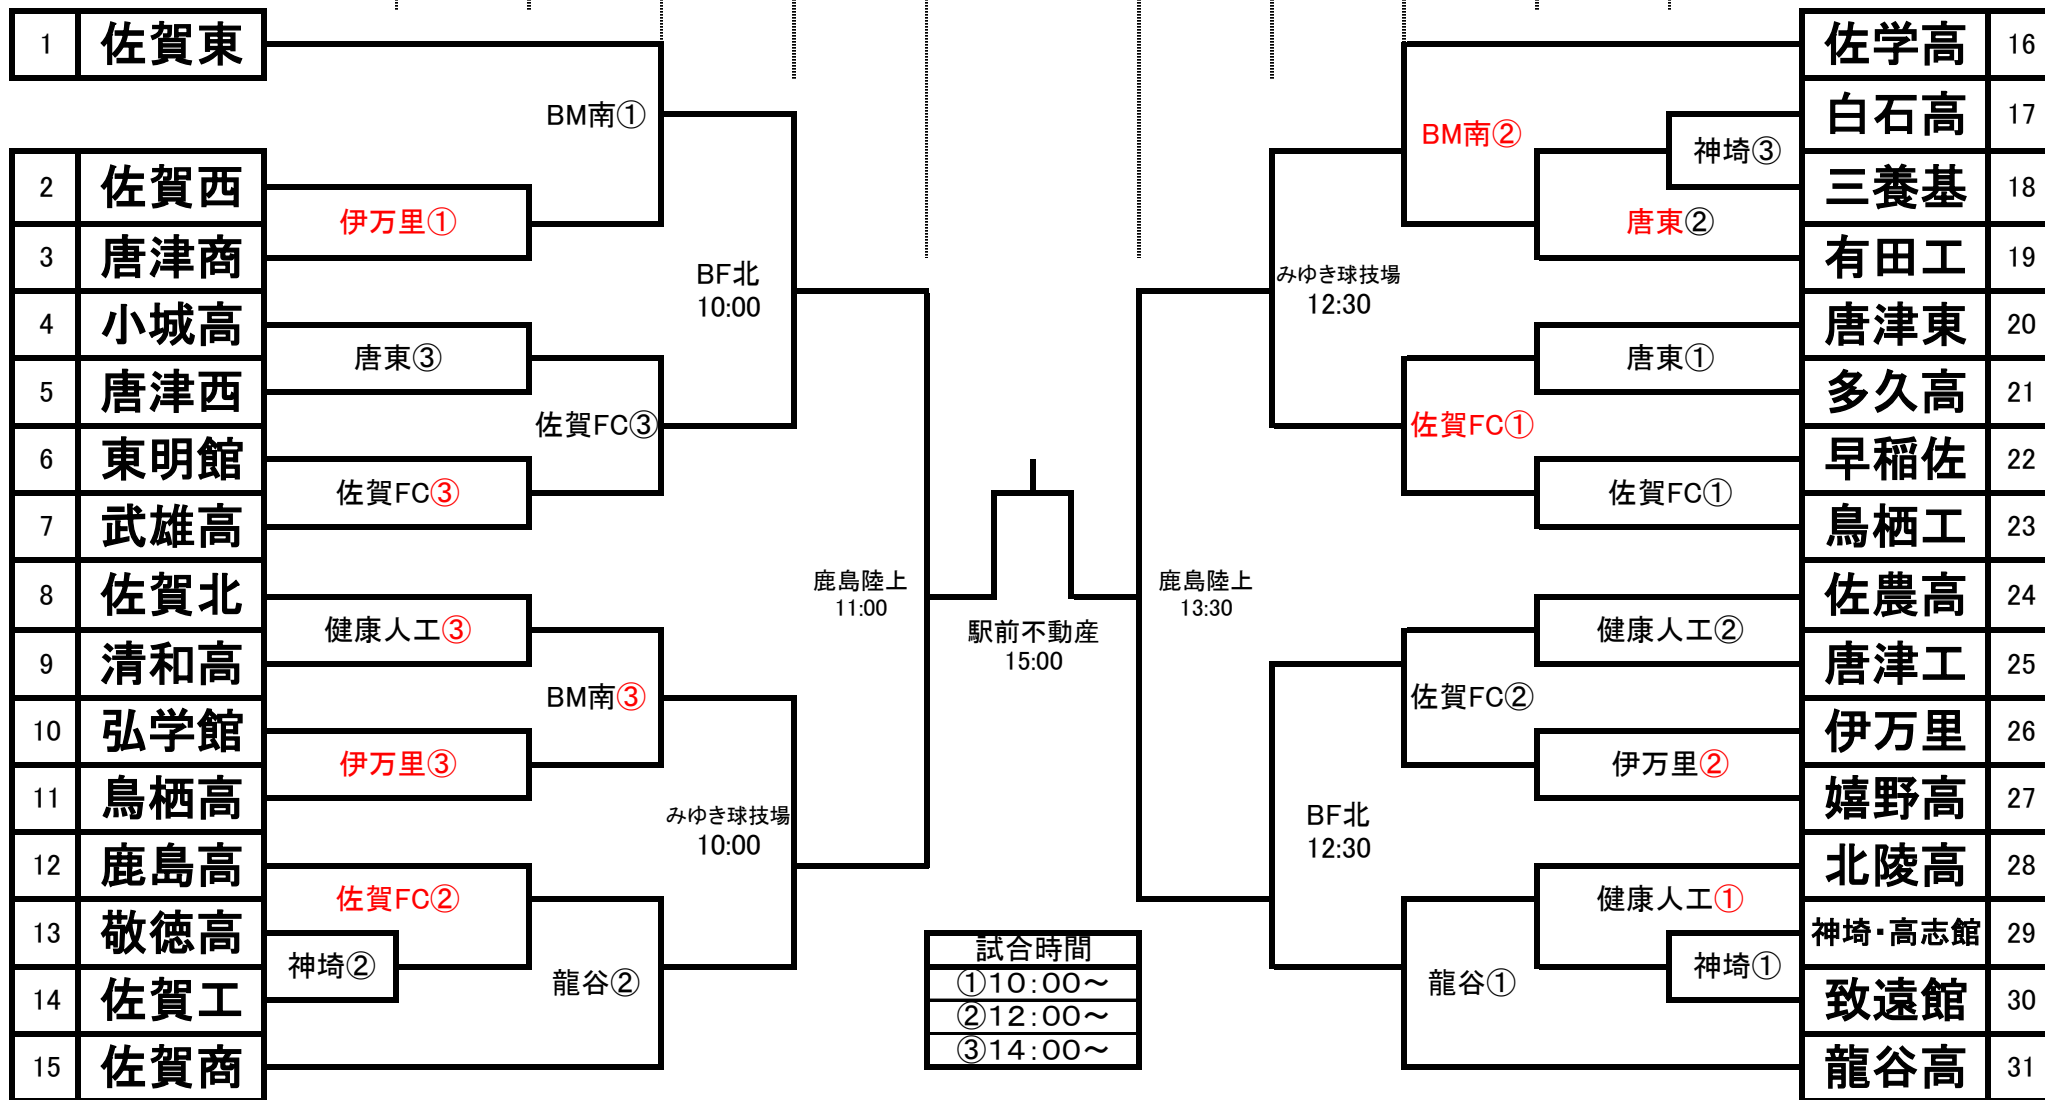 1 佐賀東
2 佐賀西
3 唐津商
4 小城高
5 唐津西
6 東明館
7 武雄高
8 佐賀北
9 清和高
10 弘学館
11 鳥栖高
12 鹿島高
13 敬徳高
14 佐賀工
15 佐賀商
伊万里①
唐東③
佐賀FC③
健康人工③
伊万里③
佐賀FC②
神埼②
BM南①
佐賀FC③
BM南③
龍谷②
BF北
10:00
みゆき球技場
10:00
鹿島陸上
11:00
駅前不動産
15:00
鹿島陸上
13:30
試合時間
①10:00~
②12:00~
③14:00~
みゆき球技場
12:30
BF北
12:30
BM南②
佐賀FC①
佐賀FC②
龍谷①
神埼③
唐東②
唐東①
佐賀FC①
健康人工②
伊万里②
健康人工①
神埼①
佐学高 16
白石高 17
三養基 18
有田工 19
唐津東 20
多久高 21
早稲佐 22
鳥栖工 23
佐農高 24
唐津工 25
伊万里 26
嬉野高 27
北陵高 28
神埼・高志館 29
致遠館 30
龍谷高 31